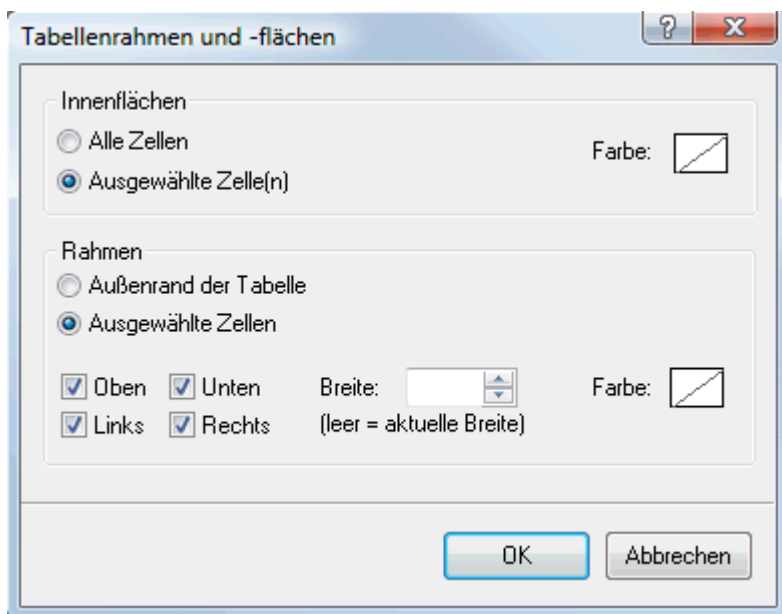 Tabellenrahmen und -flächen
Innenflächen
Alle Zellen
Farbe:
Ausgewählte Zelle(n)
Rahmen
Außenrand der Tabelle
Ausgewählte Zellen
Oben Unten Breite: Farbe:
Links Rechts (leer = aktuelle Breite)
OK Abbrechen